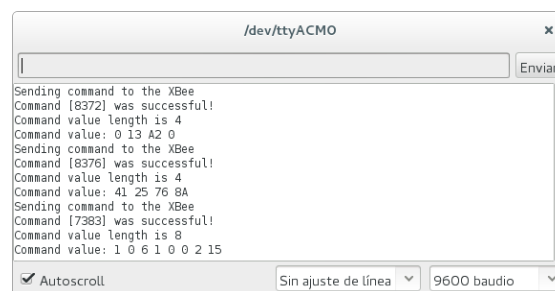 /dev/ttyACM0
Enviar
Sending command to the XBee
Command [8372] was successful!
Command value length is 4
Command value: 0 13 A2 0
Sending command to the XBee
Command [8376] was successful!
Command value length is 4
Command value: 41 25 76 8A
Sending command to the XBee
Command [7383] was successful!
Command value length is 8
Command value: 1 0 6 1 0 0 2 15
Autoscroll
Sin ajuste de línea
9600 baudio